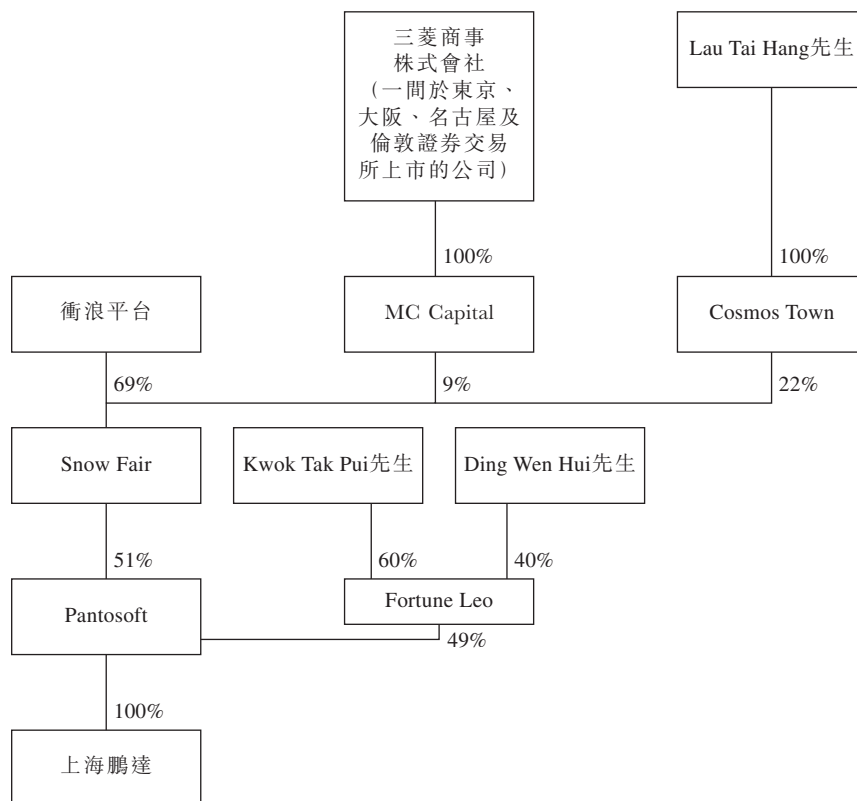 三菱商事
株式會社
（一間於東京、
大阪、名古屋及
倫敦證券交易
所上市的公司）
Lau Tai Hang先生
100%
100%
衝浪平台
MC Capital
Cosmos Town
69%
9%
22%
Snow Fair
Kwok Tak Pui先生
Ding Wen Hui先生
51%
60%
40%
Pantosoft
Fortune Leo
49%
100%
上海鵬達